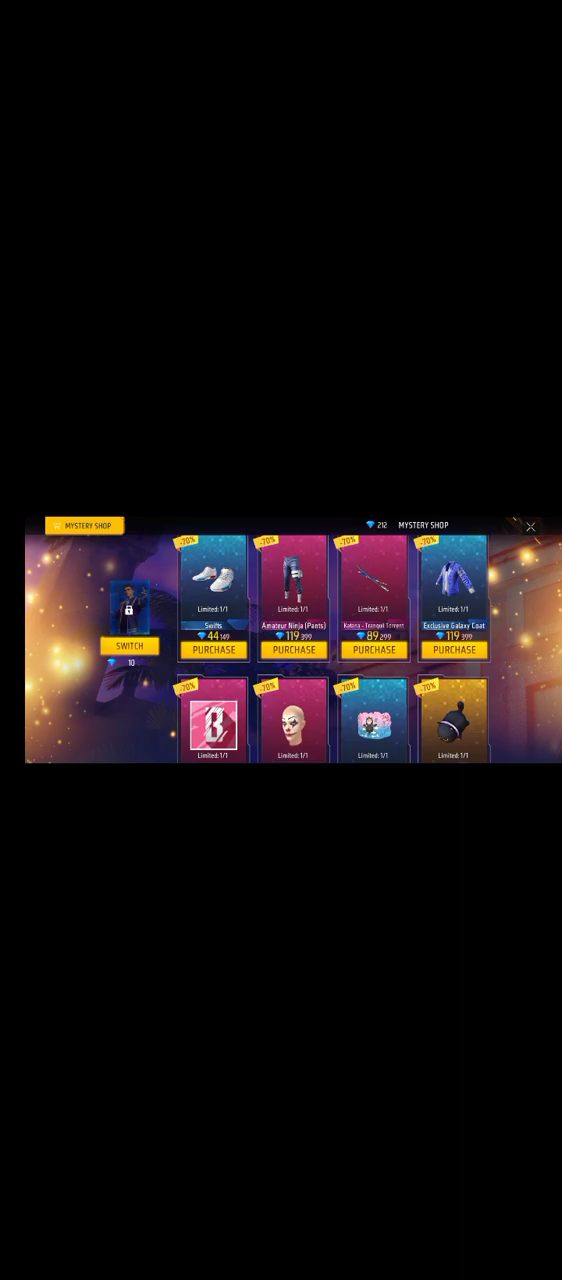 MYSTERY SHOP
212 MYSTERY SHOP
-70% -70% -70% -70%
Limited: 1/1 Limited: 1/1 Limited: 1/1 Limited: 1/1
Swifts Amateur Ninja (Pants) Katana - Tranquil Torrent Exclusive Galaxy Coat
44 149 119 399 89 299 119 399
PURCHASE PURCHASE PURCHASE PURCHASE
SWITCH
10
-70% -70% -70% -70%
B
Limited: 1/1 Limited: 1/1 Limited: 1/1 Limited: 1/1